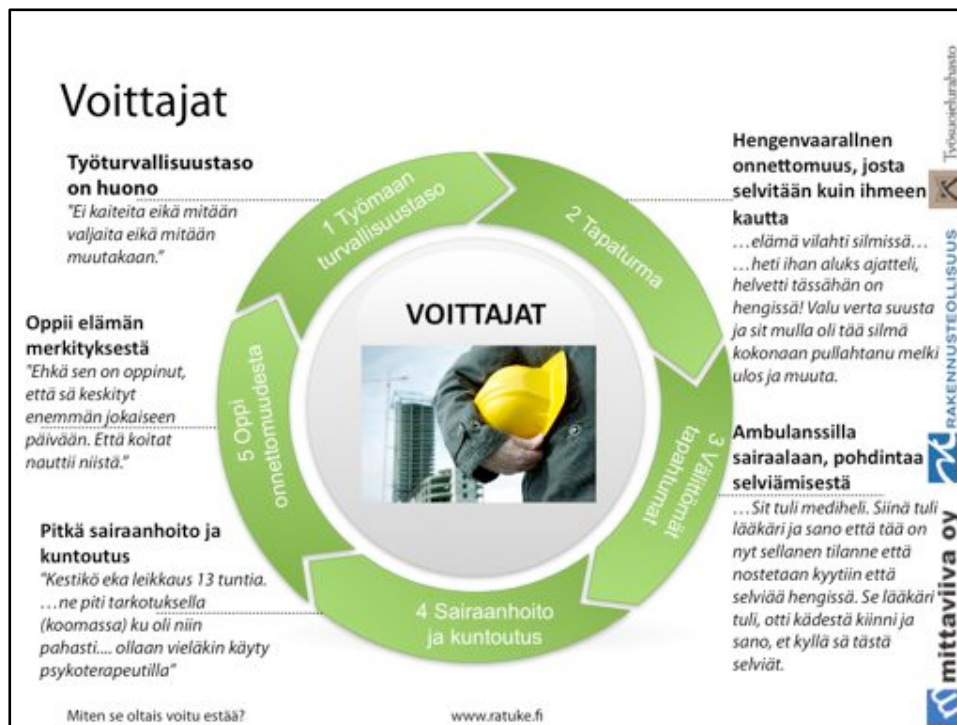 Voittajat
Työturvallisuustaso
on huono
"Ei kaiteita eikä mitään
valjaita eikä mitään
muutakaan."
Oppii elämän
merkityksestä
"Ehkä sen on oppinut,
että sä keskityt
enemmän jokaiseen
päivään. Että koitat
nauttii niistä."
Pitkä sairaanhoito ja
kuntoutus
"Kestikö eka leikkaus 13 tuntia.
…ne piti tarkotuksella
(koomassa) ku oli niin
pahasti.... ollaan vieläkin käyty
psykoterapeutilla"
1 Työmaan
turvallisuustaso
2 Tapaturma
3 Välittömät
tapahtumat
4 Sairaanhoito
ja kuntoutus
5 Oppi
onnettomuudesta
VOITTAJAT
Hengenvaarallnen
onnettomuus, josta
selvitään kuin ihmeen
kautta
…elämä vilahti silmissä…
…heti ihan aluks ajatteli,
helvetti tässähän on
hengissä! Valu verta suusta
ja sit mulla oli tää silmä
kokonaan pullahtanu melki
ulos ja muuta.
Ambulanssilla
sairaalaan, pohdintaa
selviämisestä
…Sit tuli mediheli. Siinä tuli
lääkäri ja sano että tää on
nyt sellanen tilanne että
nostetaan kyytiin että
selviää hengissä. Se lääkäri
tuli, otti kädestä kiinni ja
sano, et kyllä sä tästä
selviät.
Työsuojelurahasto
RAKENNUSTEOLLISUUS
mittaviiva oy
Miten se oltais voitu estää?
www.ratuke.fi